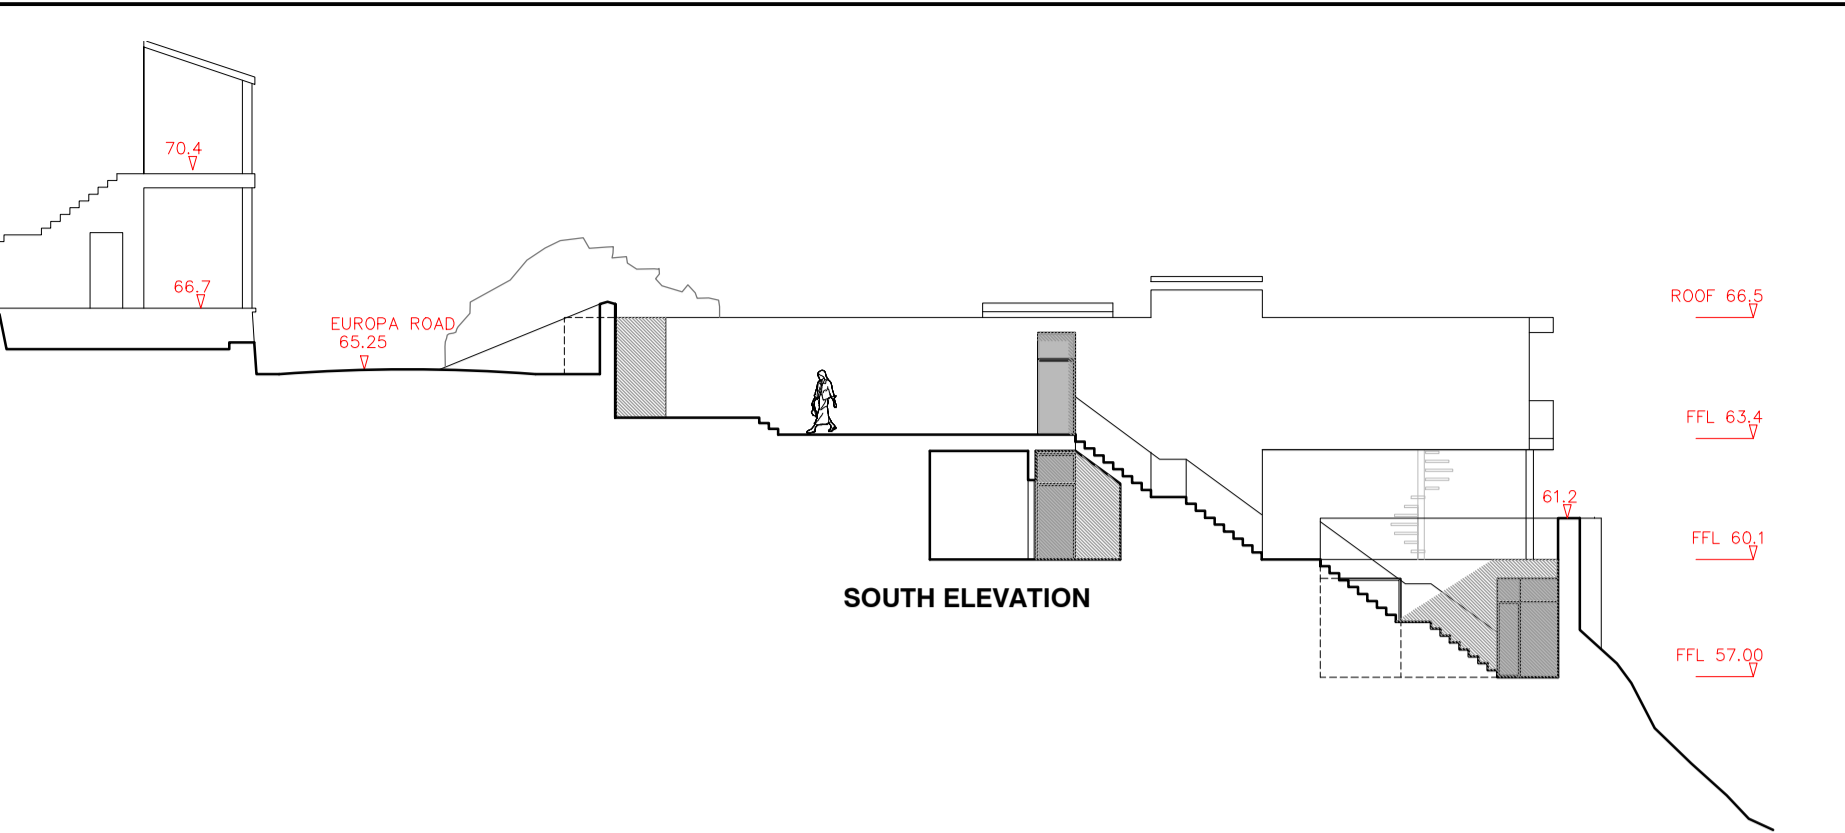 70.4
66.7
EUROPA ROAD
65.25
ROOF 66.5
FFL 63.4
61.2
FFL 60.1
SOUTH ELEVATION
FFL 57.00